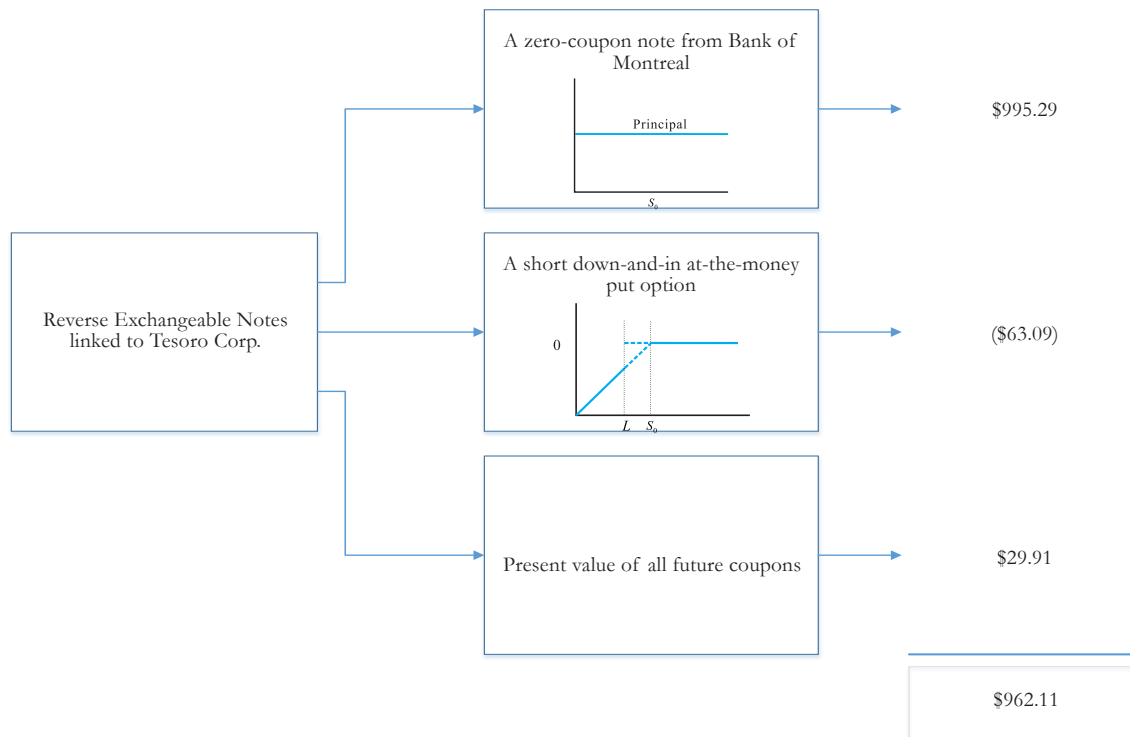 A zero-coupon note from Bank of
Montreal
Principal
S₀
$995.29
Reverse Exchangeable Notes
linked to Tesoro Corp.
A short down-and-in at-the-money
put option
0
L S₀
($63.09)
Present value of all future coupons
$29.91
$962.11